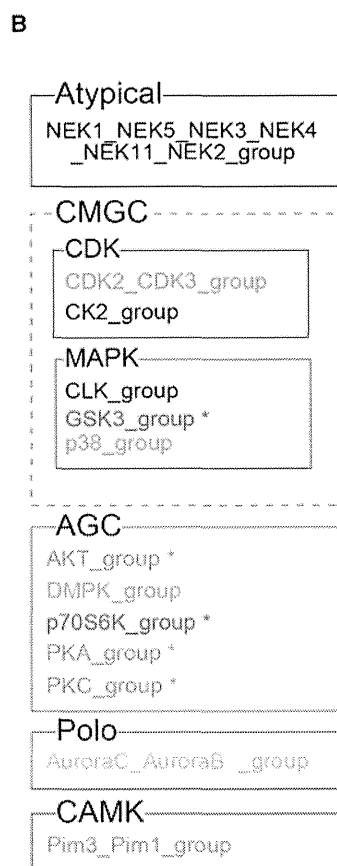 B
Atypical
NEK1_NEK5_NEK3_NEK4
_NEK11_NEK2_group
CMGC
CDK
CDK2_CDK3_group
CK2_group
MAPK
CLK_group
GSK3_group *
p38_group
AGC
AKT_group *
DMPK_group
p70S6K_group *
PKA_group *
PKC_group *
Polo
AuroraC_AuroraB _group
CAMK
Pim3_Pim1_group